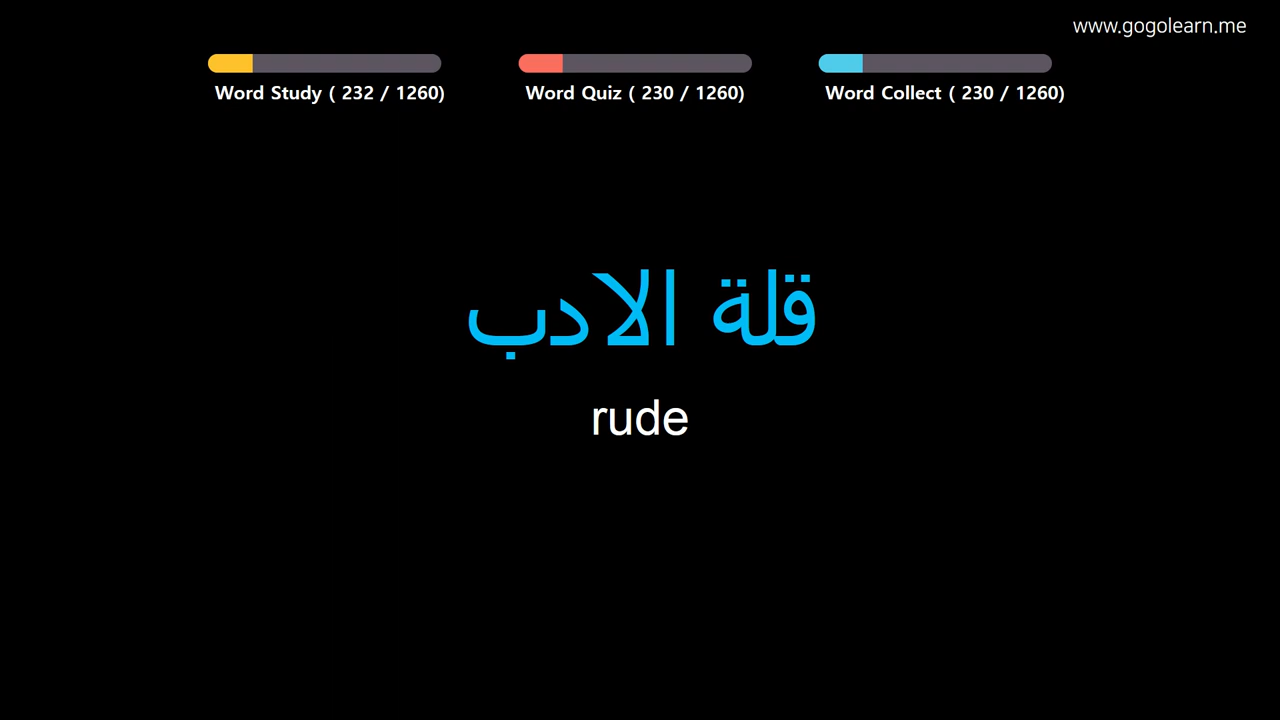 www.gogolearn.me
Word Study ( 232 / 1260)
Word Quiz ( 230 / 1260)
Word Collect ( 230 / 1260)
قلة الادب
rude